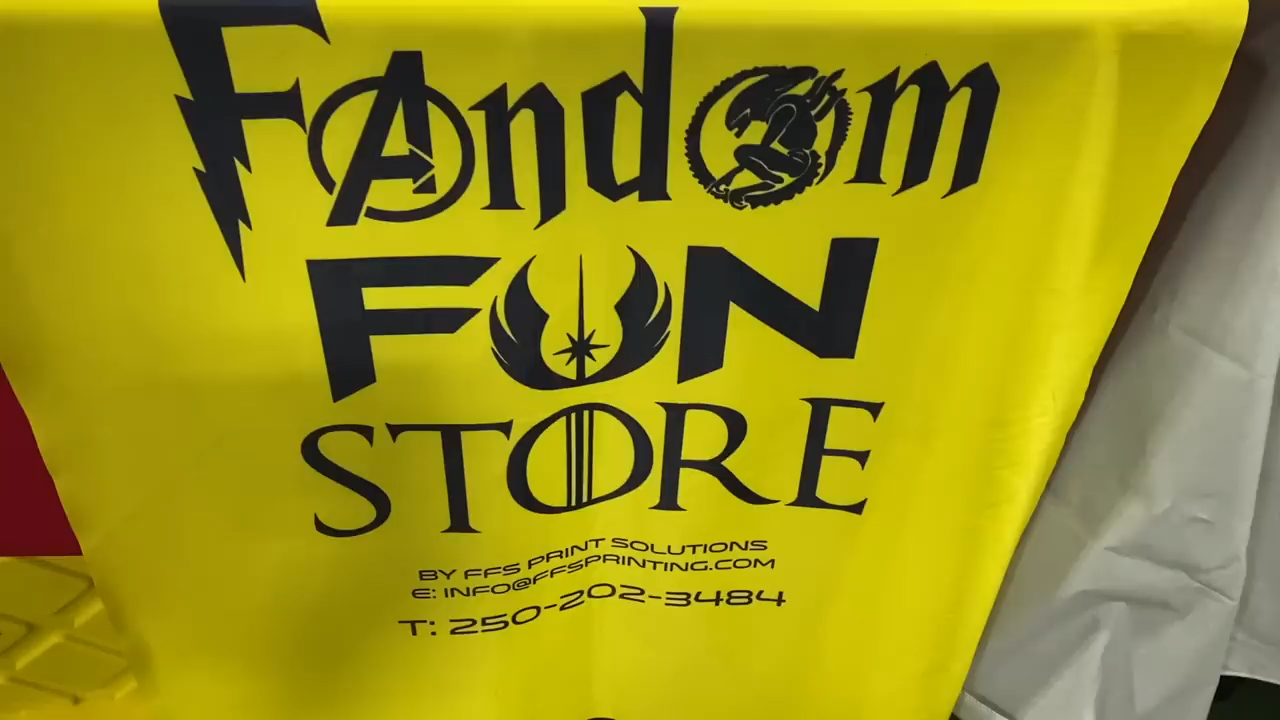 Fandom
FUN
STORE
BY FFS PRINT SOLUTIONS
E: INFO@FFSPRINTING.COM
T: 250-202-3484